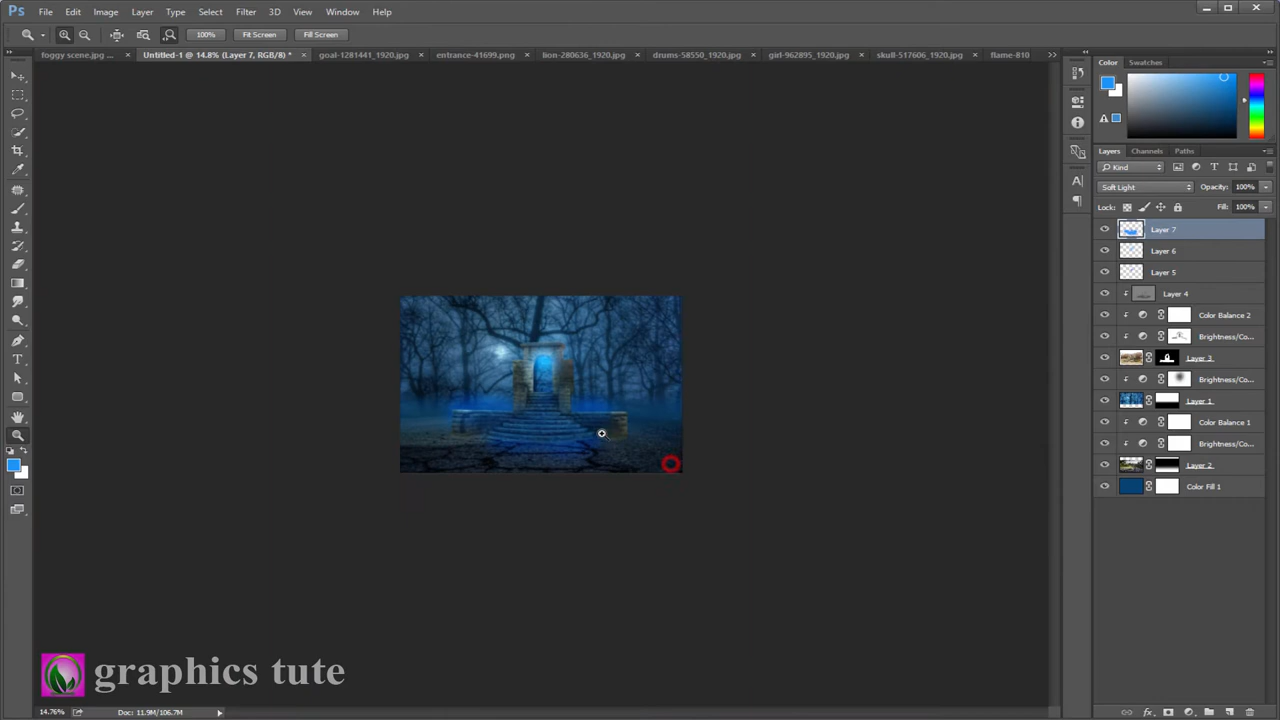 Ps File Edit Image Layer Type Select Filter 3D View Window Help
100% Fit Screen Fill Screen
foggy scene.jpg ... × Untitled-1 @ 14.8% (Layer 7, RGB/8) * × goal-1281441_1920.jpg × entrance-41699.png × lion-280636_1920.jpg × drums-58550_1920.jpg × girl-962895_1920.jpg × skull-517606_1920.jpg × flame-810 >>
Color Swatches
Layers Channels Paths
Kind
Soft Light Opacity: 100%
Lock: Fill: 100%
Layer 7
Layer 6
Layer 5
Layer 4
Color Balance 2
Brightness/Co...
Layer 3
Brightness/Co...
Layer 1
Color Balance 1
Brightness/Co...
Layer 2
Color Fill 1
graphics tute
14.76% Doc: 11.9M/106.7M